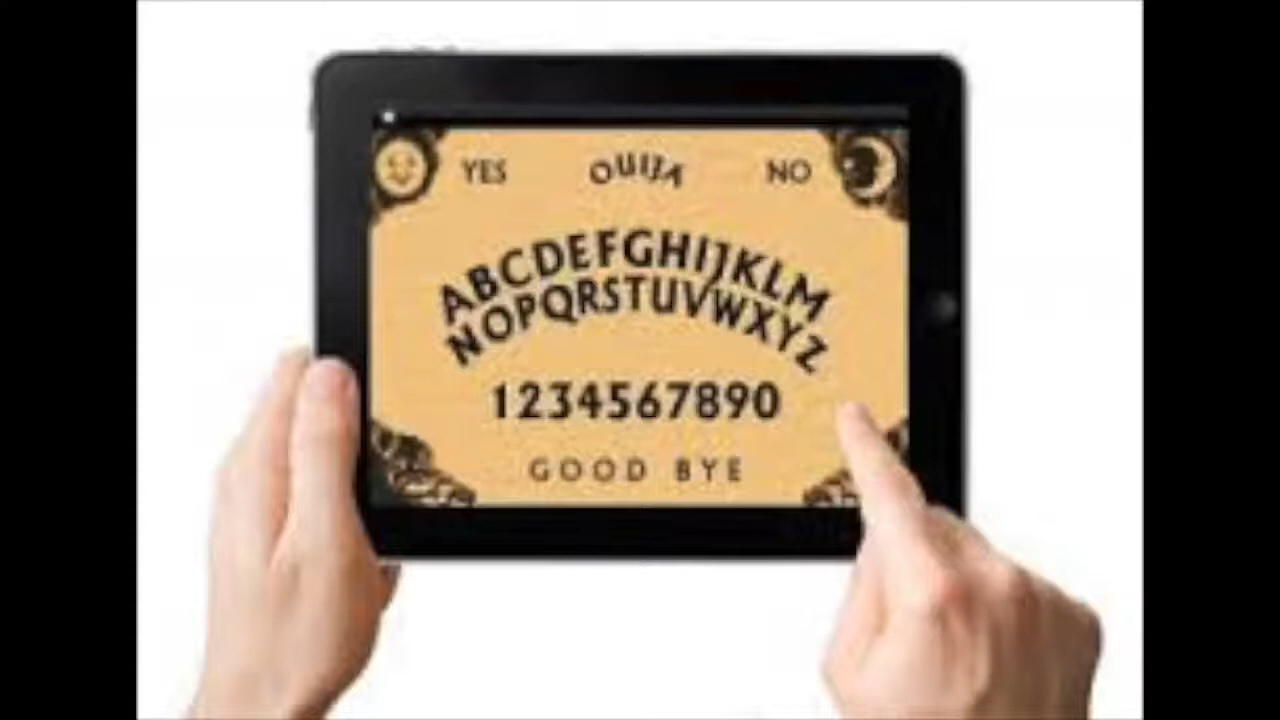 YES OUIJA NO
ABCDEFGHIJKLM
NOPQRSTUVWXYZ
1234567890
GOOD BYE